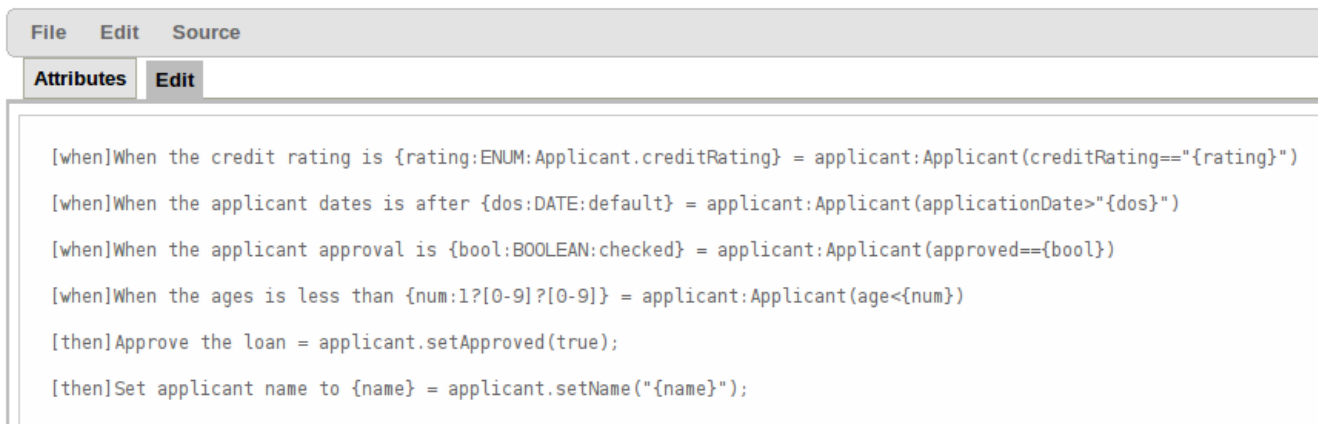 File Edit Source
Attributes Edit
[when]When the credit rating is {rating:ENUM:Applicant.creditRating} = applicant:Applicant(creditRating=="{rating}")
[when]When the applicant dates is after {dos:DATE:default} = applicant:Applicant(applicationDate>"{dos}")
[when]When the applicant approval is {bool:BOOLEAN:checked} = applicant:Applicant(approved=={bool})
[when]When the ages is less than {num:1?[0-9]?[0-9]} = applicant:Applicant(age<{num})
[then]Approve the loan = applicant.setApproved(true);
[then]Set applicant name to {name} = applicant.setName("{name}");